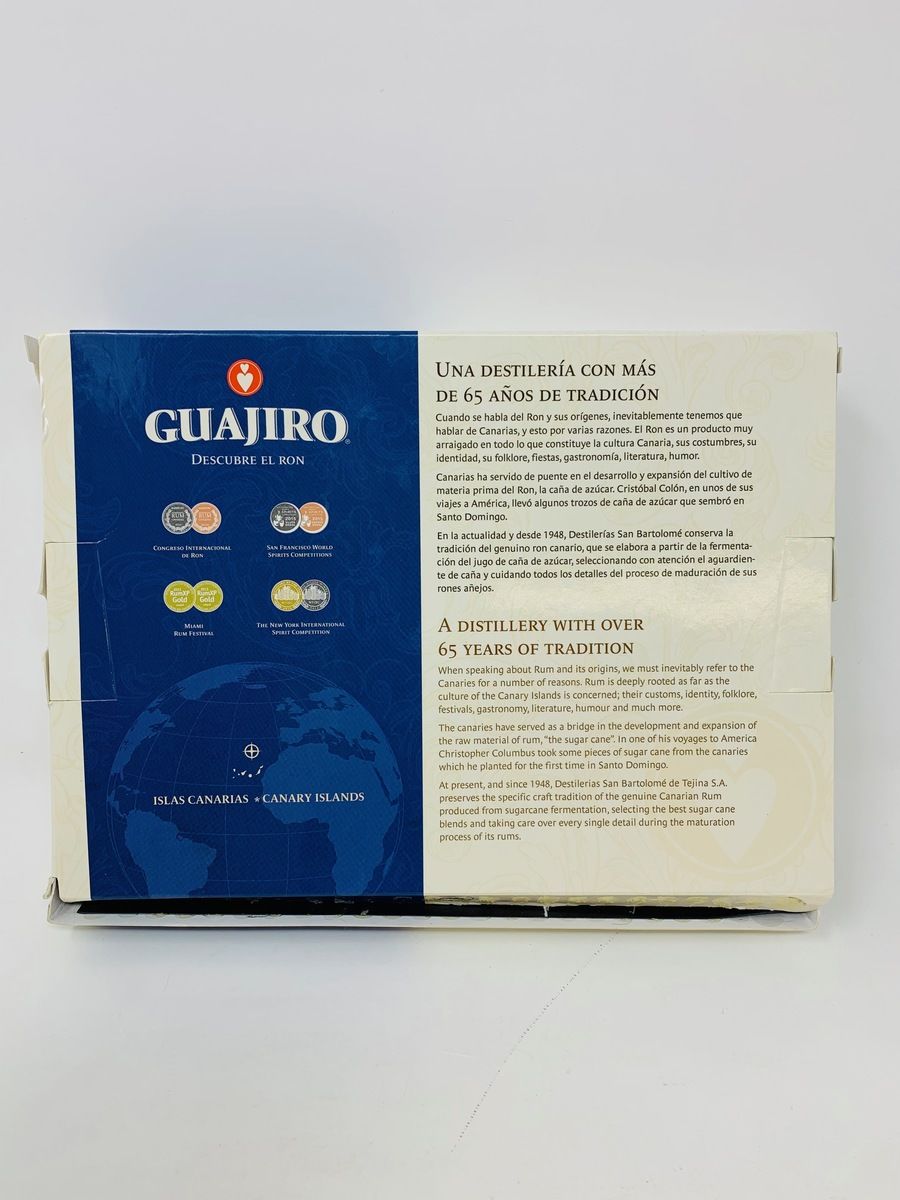 GUAJIRO
DESCUBRE EL RON
CONGRESO INTERNACIONAL
DE RON
SAN FRANCISCO WORLD
SPIRITS COMPETITIONS
RumXP
Gold
RumXP
Gold
MIAMI
RUM FESTIVAL
THE NEW YORK INTERNATIONAL
SPIRIT COMPETITION
ISLAS CANARIAS * CANARY ISLANDS
UNA DESTILERÍA CON MÁS
DE 65 AÑOS DE TRADICIÓN
Cuando se habla del Ron y sus orígenes, inevitablemente tenemos que
hablar de Canarias, y esto por varias razones. El Ron es un producto muy
arraigado en todo lo que constituye la cultura Canaria, sus costumbres, su
identidad, su folklore, fiestas, gastronomía, literatura, humor.
Canarias ha servido de puente en el desarrollo y expansión del cultivo de
materia prima del Ron, la caña de azúcar. Cristóbal Colón, en unos de sus
viajes a América, llevó algunos trozos de caña de azúcar que sembró en
Santo Domingo.
En la actualidad y desde 1948, Destilerías San Bartolomé conserva la
tradición del genuino ron canario, que se elabora a partir de la fermenta-
ción del jugo de caña de azúcar, seleccionando con atención el aguardien-
te de caña y cuidando todos los detalles del proceso de maduración de sus
rones añejos.
A DISTILLERY WITH OVER
65 YEARS OF TRADITION
When speaking about Rum and its origins, we must inevitably refer to the
Canaries for a number of reasons. Rum is deeply rooted as far as the
culture of the Canary Islands is concerned; their customs, identity, folklore,
festivals, gastronomy, literature, humour and much more.
The canaries have served as a bridge in the development and expansion of
the raw material of rum, "the sugar cane". In one of his voyages to America
Christopher Columbus took some pieces of sugar cane from the canaries
which he planted for the first time in Santo Domingo.
At present, and since 1948, Destilerias San Bartolomé de Tejina S.A.
preserves the specific craft tradition of the genuine Canarian Rum
produced from sugarcane fermentation, selecting the best sugar cane
blends and taking care over every single detail during the maturation
process of its rums.